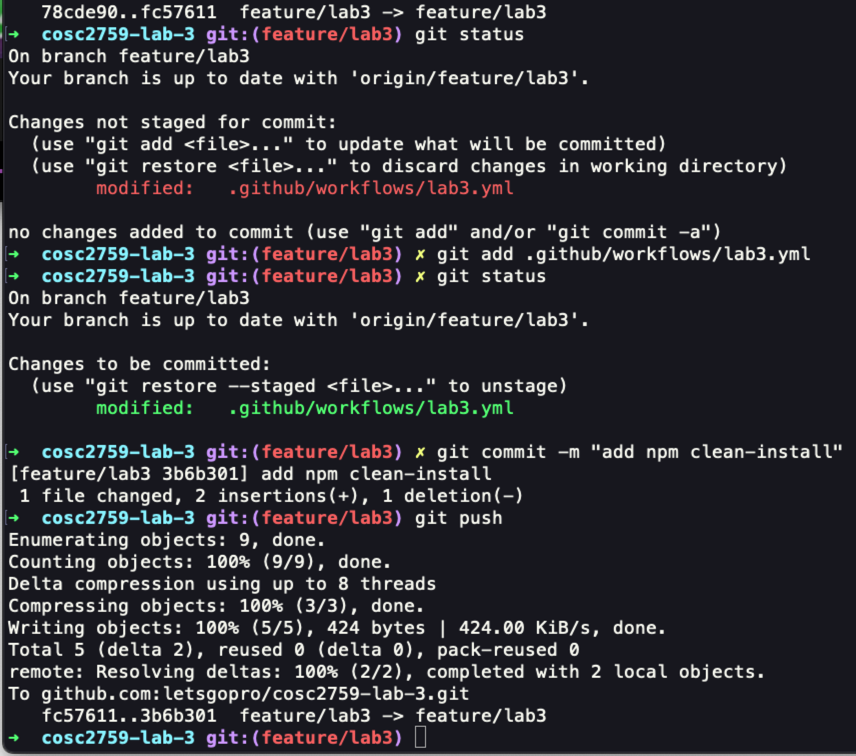 78cde90..fc57611  feature/lab3 -> feature/lab3
➜  cosc2759-lab-3 git:(feature/lab3) git status
On branch feature/lab3
Your branch is up to date with 'origin/feature/lab3'.
Changes not staged for commit:
  (use "git add <file>..." to update what will be committed)
  (use "git restore <file>..." to discard changes in working directory)
        modified:   .github/workflows/lab3.yml
no changes added to commit (use "git add" and/or "git commit -a")
➜  cosc2759-lab-3 git:(feature/lab3) ✗ git add .github/workflows/lab3.yml
➜  cosc2759-lab-3 git:(feature/lab3) ✗ git status
On branch feature/lab3
Your branch is up to date with 'origin/feature/lab3'.
Changes to be committed:
  (use "git restore --staged <file>..." to unstage)
        modified:   .github/workflows/lab3.yml
➜  cosc2759-lab-3 git:(feature/lab3) ✗ git commit -m "add npm clean-install"
[feature/lab3 3b6b301] add npm clean-install
 1 file changed, 2 insertions(+), 1 deletion(-)
➜  cosc2759-lab-3 git:(feature/lab3) git push
Enumerating objects: 9, done.
Counting objects: 100% (9/9), done.
Delta compression using up to 8 threads
Compressing objects: 100% (3/3), done.
Writing objects: 100% (5/5), 424 bytes | 424.00 KiB/s, done.
Total 5 (delta 2), reused 0 (delta 0), pack-reused 0
remote: Resolving deltas: 100% (2/2), completed with 2 local objects.
To github.com:letsgopro/cosc2759-lab-3.git
   fc57611..3b6b301  feature/lab3 -> feature/lab3
➜  cosc2759-lab-3 git:(feature/lab3)